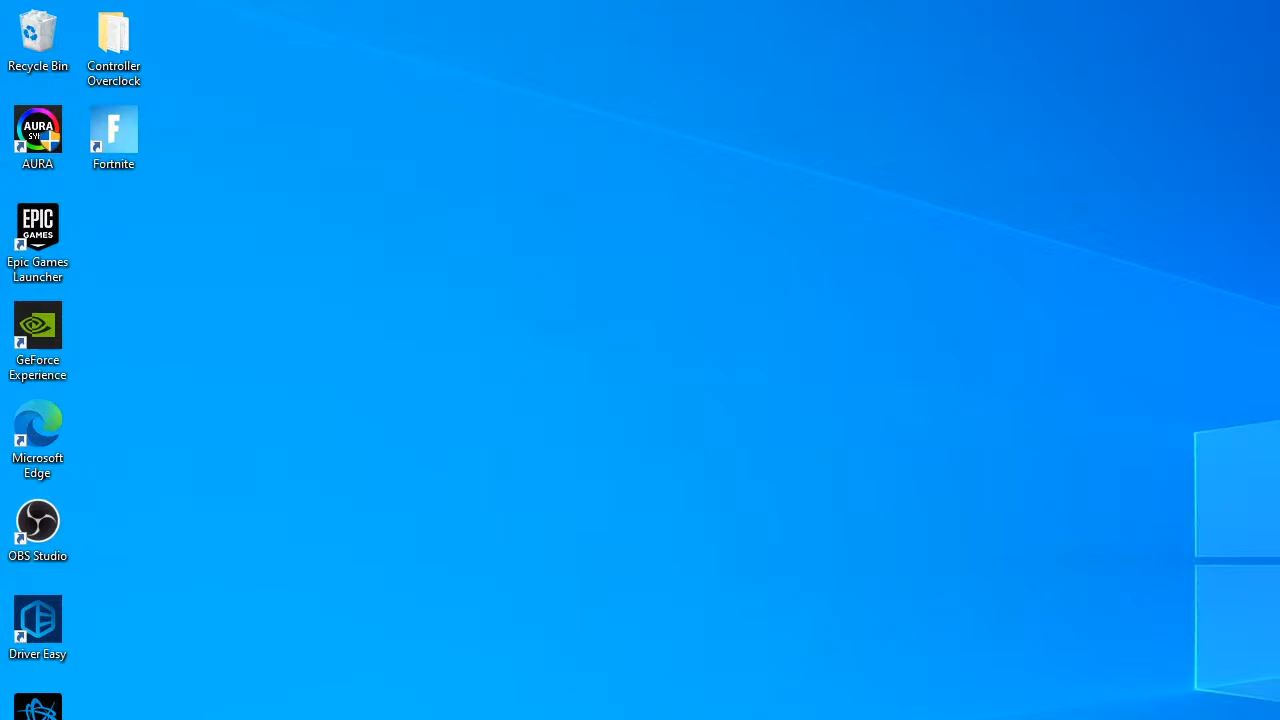 Recycle Bin
Controller
Overclock
AURA
AURA
Fortnite
EPIC
GAMES
Epic Games
Launcher
GeForce
Experience
Microsoft
Edge
OBS Studio
Driver Easy